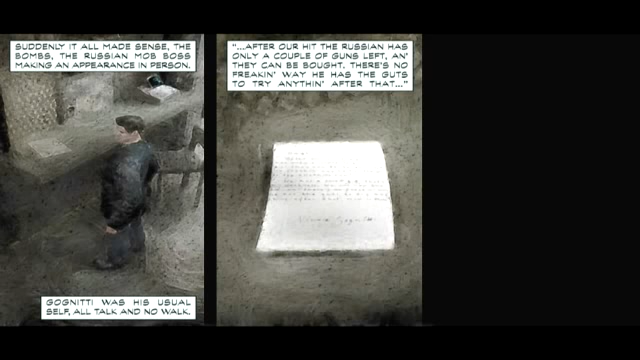 SUDDENLY IT ALL MADE SENSE, THE
BOMBS, THE RUSSIAN MOB BOSS
MAKING AN APPEARANCE IN PERSON.
GOGNITTI WAS HIS USUAL
SELF, ALL TALK AND NO WALK.
"...AFTER OUR HIT THE RUSSIAN HAS
ONLY A COUPLE OF GUNS LEFT, AN'
THEY CAN BE BOUGHT. THERE'S NO
FREAKIN' WAY HE HAS THE GUTS
TO TRY ANYTHIN' AFTER THAT..."